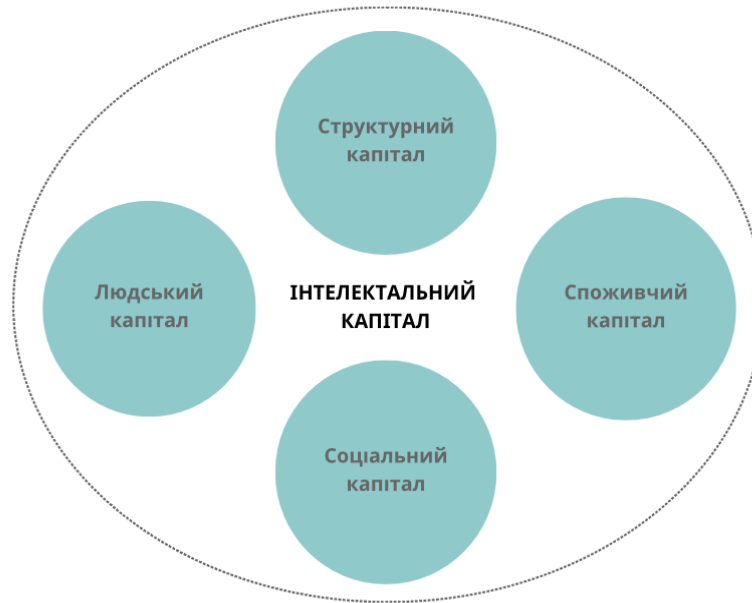 Структурний
капітал
Людський
капітал
ІНТЕЛЕКТАЛЬНИЙ
КАПІТАЛ
Споживчий
капітал
Соціальний
капітал